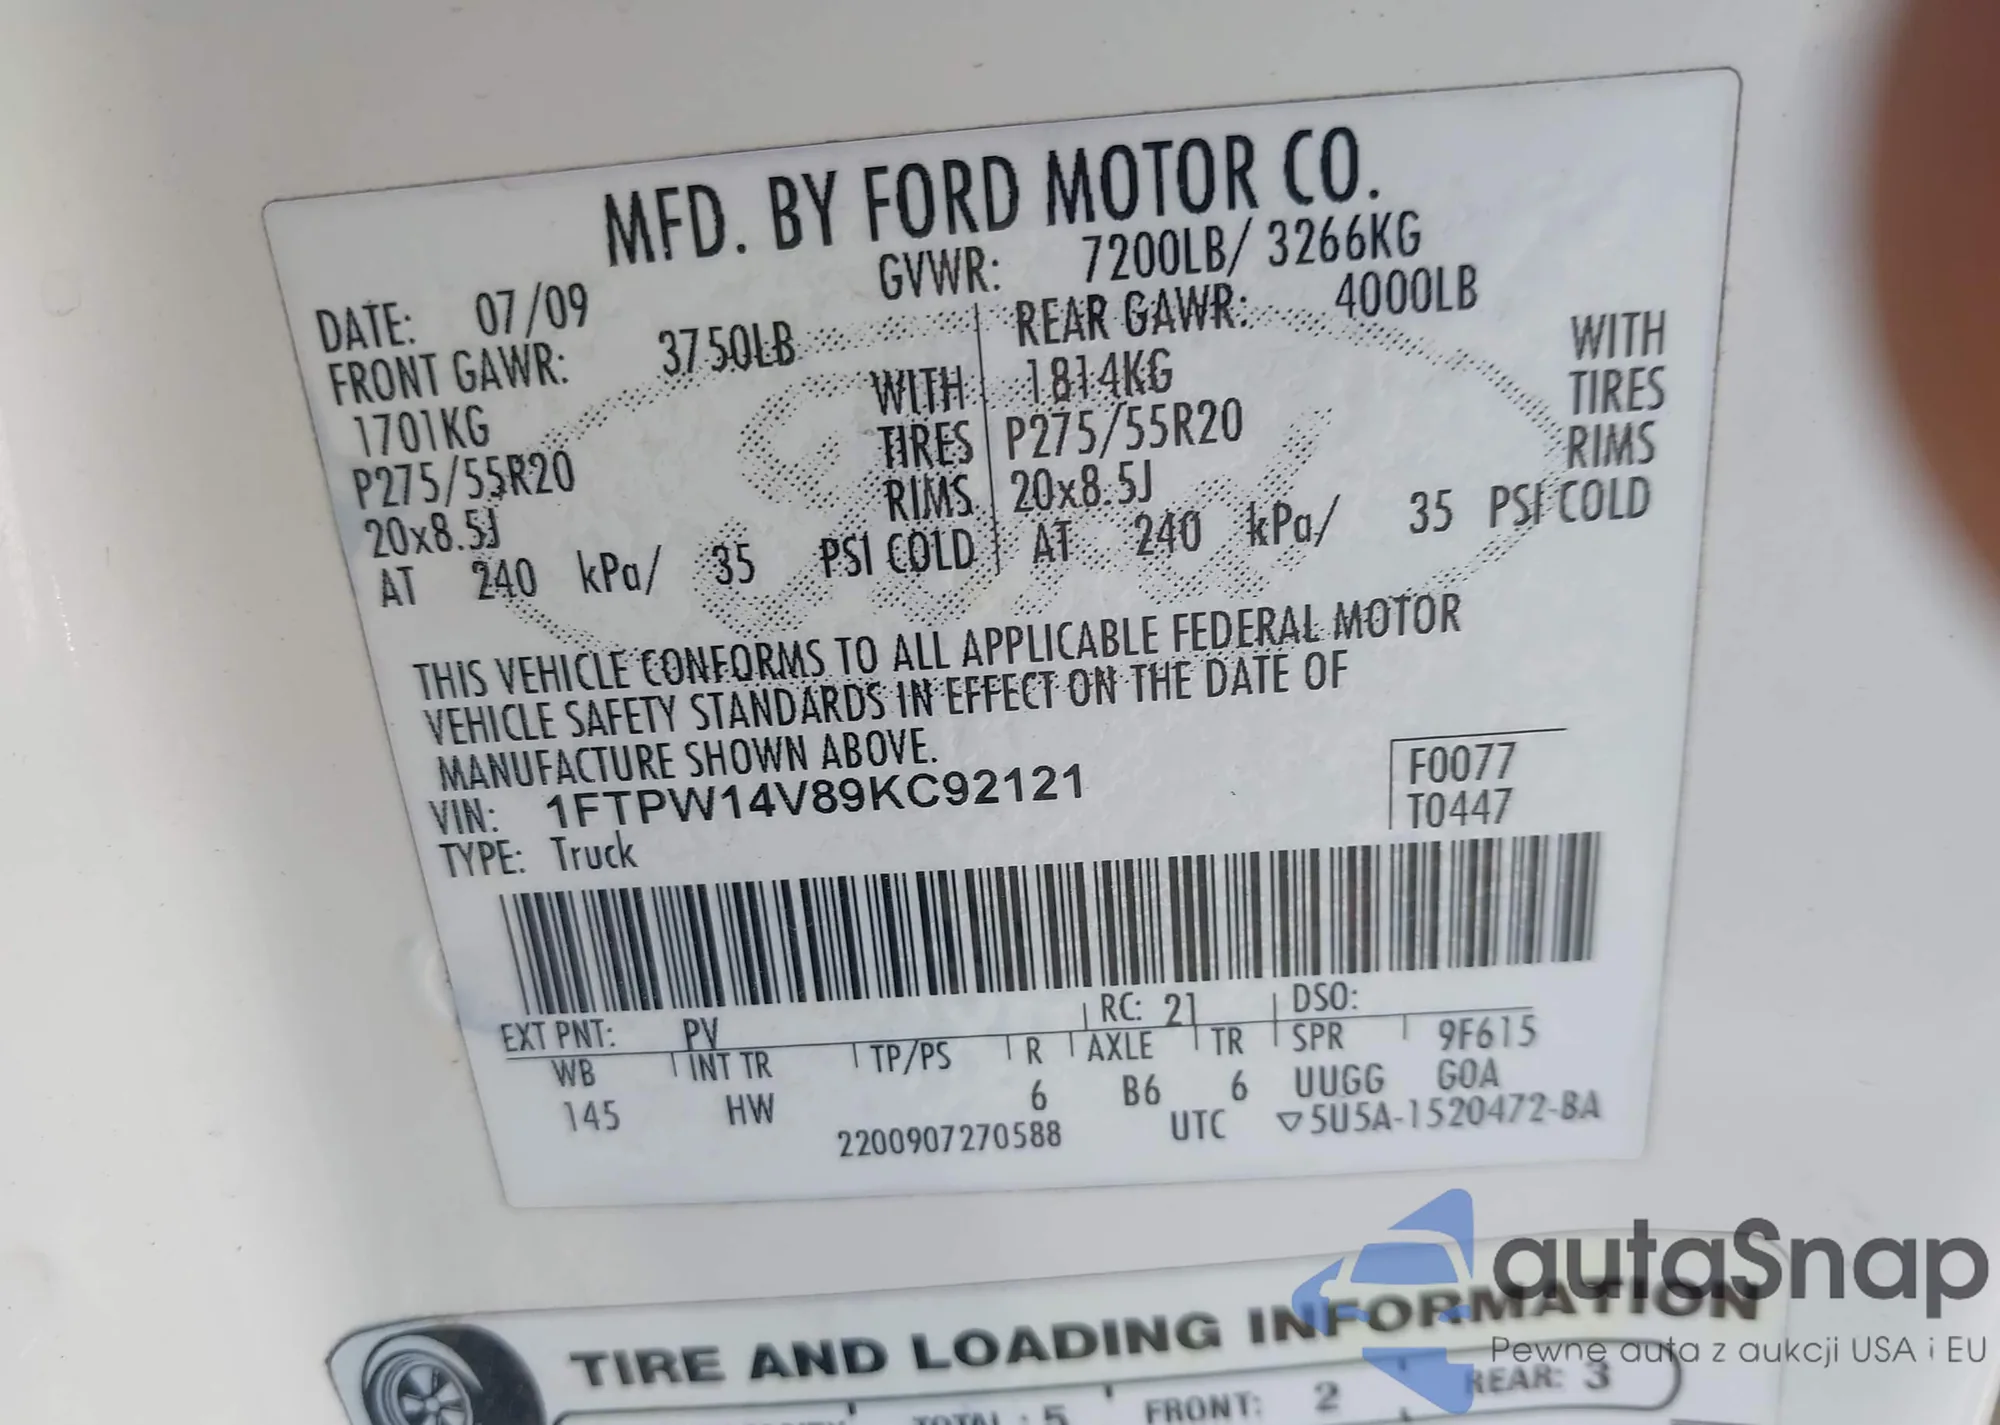 MFD. BY FORD MOTOR CO.
DATE: 07/09 GVWR: 7200LB/ 3266KG
FRONT GAWR: 3750LB REAR GAWR: 4000LB
1701KG WITH 1814KG WITH
P275/55R20 TIRES P275/55R20 TIRES
20x8.5J RIMS 20x8.5J RIMS
AT 240 kPa/ 35 PSI COLD AT 240 kPa/ 35 PSI COLD
THIS VEHICLE CONFORMS TO ALL APPLICABLE FEDERAL MOTOR
VEHICLE SAFETY STANDARDS IN EFFECT ON THE DATE OF
MANUFACTURE SHOWN ABOVE.
VIN: 1FTPW14V89KC92121 F0077
TYPE: Truck T0447
EXT PNT: PV RC: 21 DSO:
WB INT TR TP/PS R AXLE TR SPR 9F615
145 HW 6 B6 6 UUGG GOA
2200907270588 UTC ▽5U5A-1520472-BA
autaSnap
Pewne auta z aukcji USA i EU
TIRE AND LOADING INFORMATION
TOTAL : 5 FRONT: 2 REAR: 3